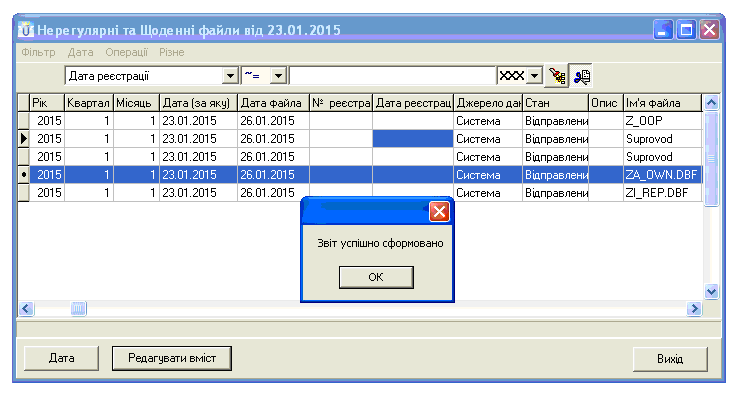 Нерегулярні та Щоденні файли від 23.01.2015
Фільтр Дата Операції Різне
Дата реєстрації ~= XXX
Рік Квартал Місяць Дата (за яку) Дата файла № реєстра Дата реєстрац Джерело дан Стан Опис Ім'я файла
2015 1 1 23.01.2015 26.01.2015 Система Відправлени Z_OOP
2015 1 1 23.01.2015 26.01.2015 Система Відправлени Suprovod
2015 1 1 23.01.2015 26.01.2015 Система Відправлени Suprovod
2015 1 1 23.01.2015 26.01.2015 Система Відправлени ZA_OWN.DBF
2015 1 1 23.01.2015 26.01.2015 Система Відправлени ZI_REP.DBF
Звіт успішно сформовано
OK
Дата Редагувати вміст Вихід